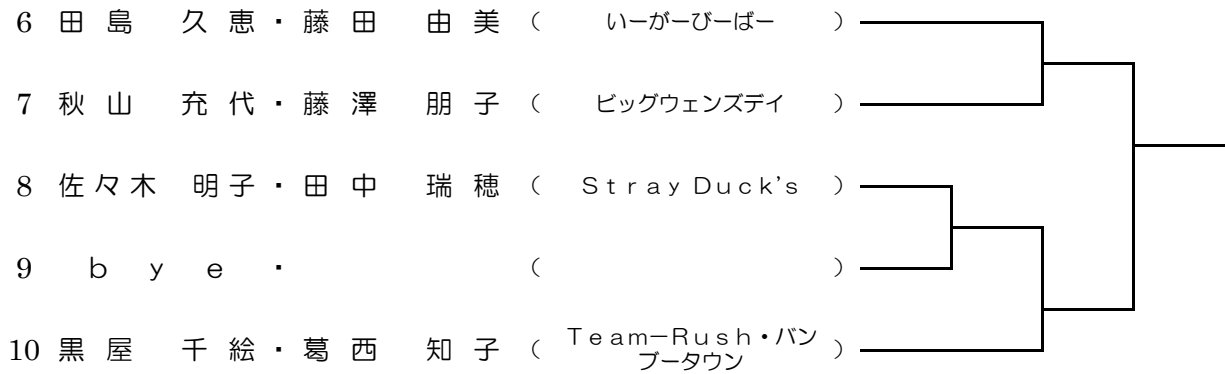 6 田島 久恵・藤田 由美 ( いーがーびーばー )
7 秋山 充代・藤澤 朋子 ( ビッグウェンズデイ )
8 佐々木 明子・田中 瑞穂 ( Stray Duck's )
9 bye・ ( )
10 黒屋 千絵・葛西 知子 ( Team－Rush・バン
ブータウン )